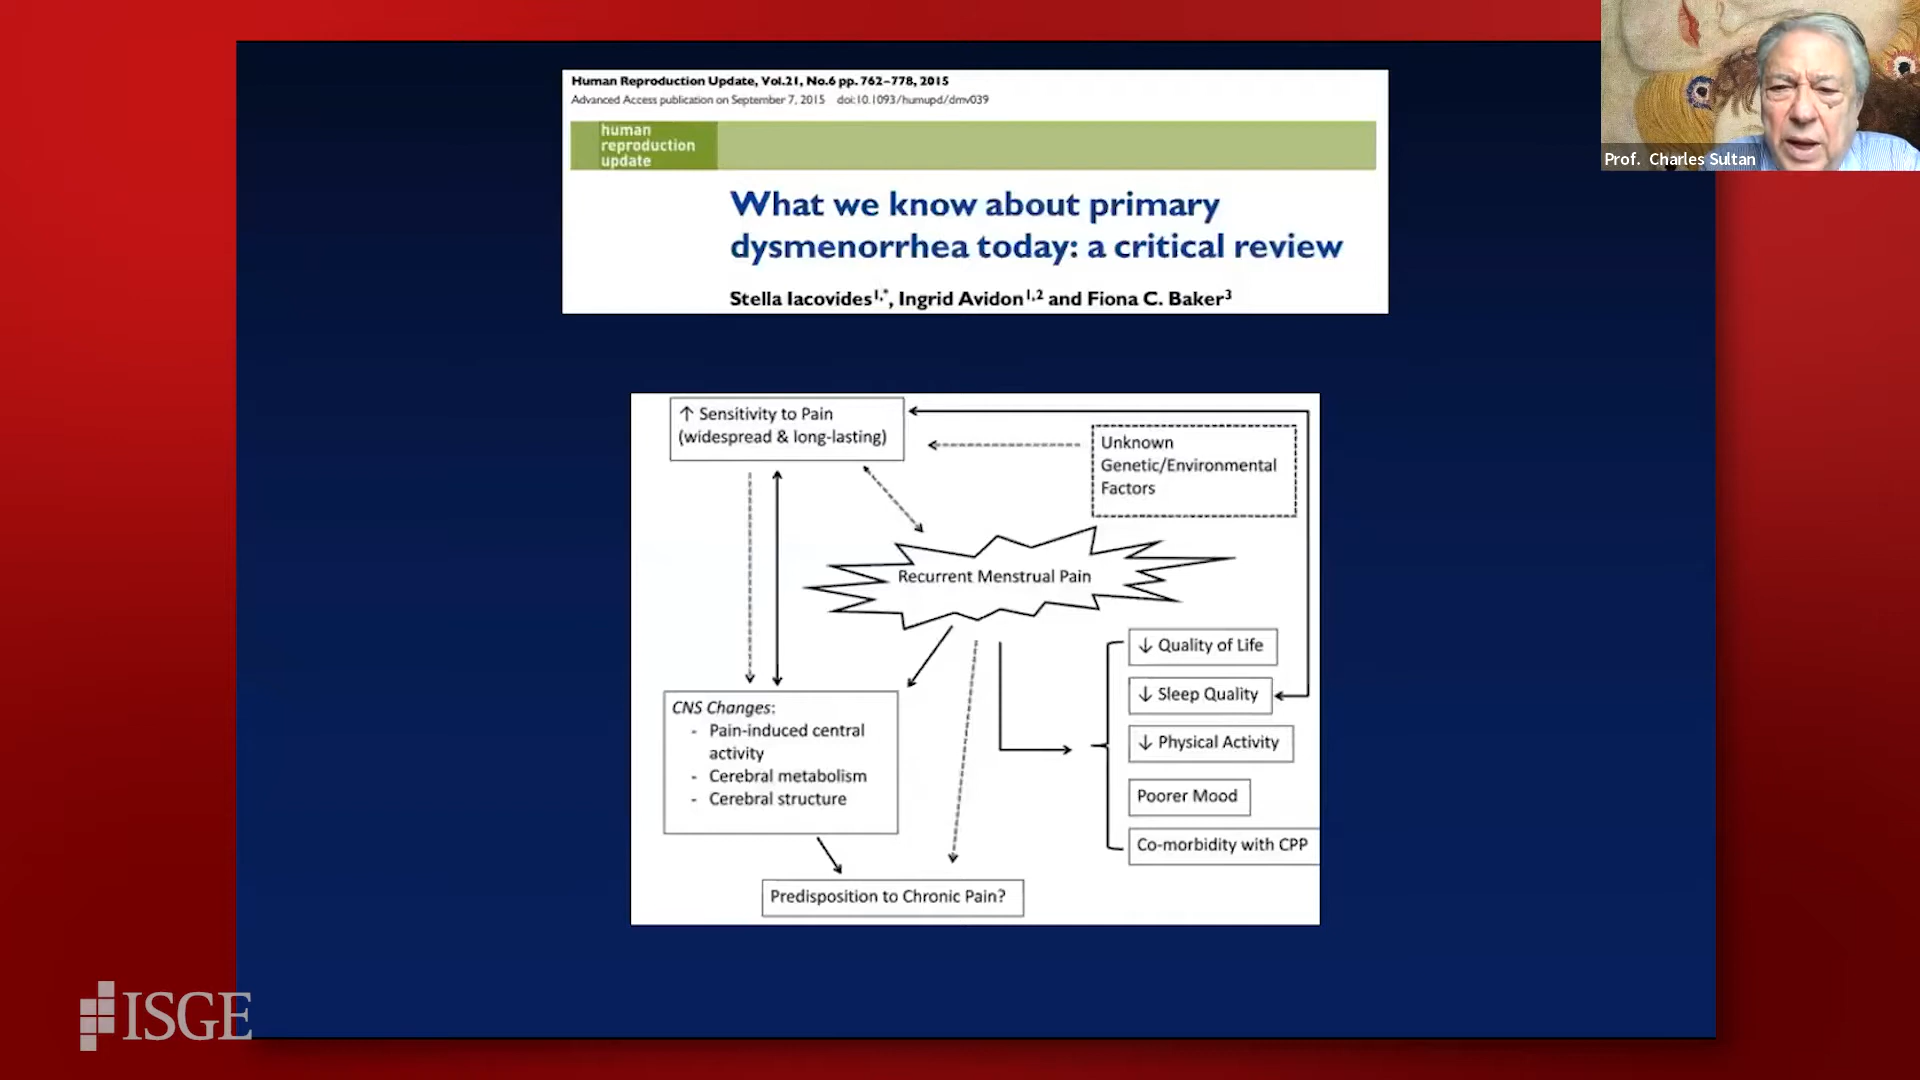 Human Reproduction Update, Vol.21, No.6 pp. 762–778, 2015
Advanced Access publication on September 7, 2015 doi:10.1093/humupd/dmv039
human
reproduction
update
What we know about primary
dysmenorrhea today: a critical review
Stella Iacovides1,*, Ingrid Avidon1,2 and Fiona C. Baker3
Prof. Charles Sultan
↑ Sensitivity to Pain
(widespread & long-lasting)
Unknown
Genetic/Environmental
Factors
Recurrent Menstrual Pain
↓ Quality of Life
↓ Sleep Quality
↓ Physical Activity
Poorer Mood
Co-morbidity with CPP
CNS Changes:
- Pain-induced central
activity
- Cerebral metabolism
- Cerebral structure
Predisposition to Chronic Pain?
ISGE